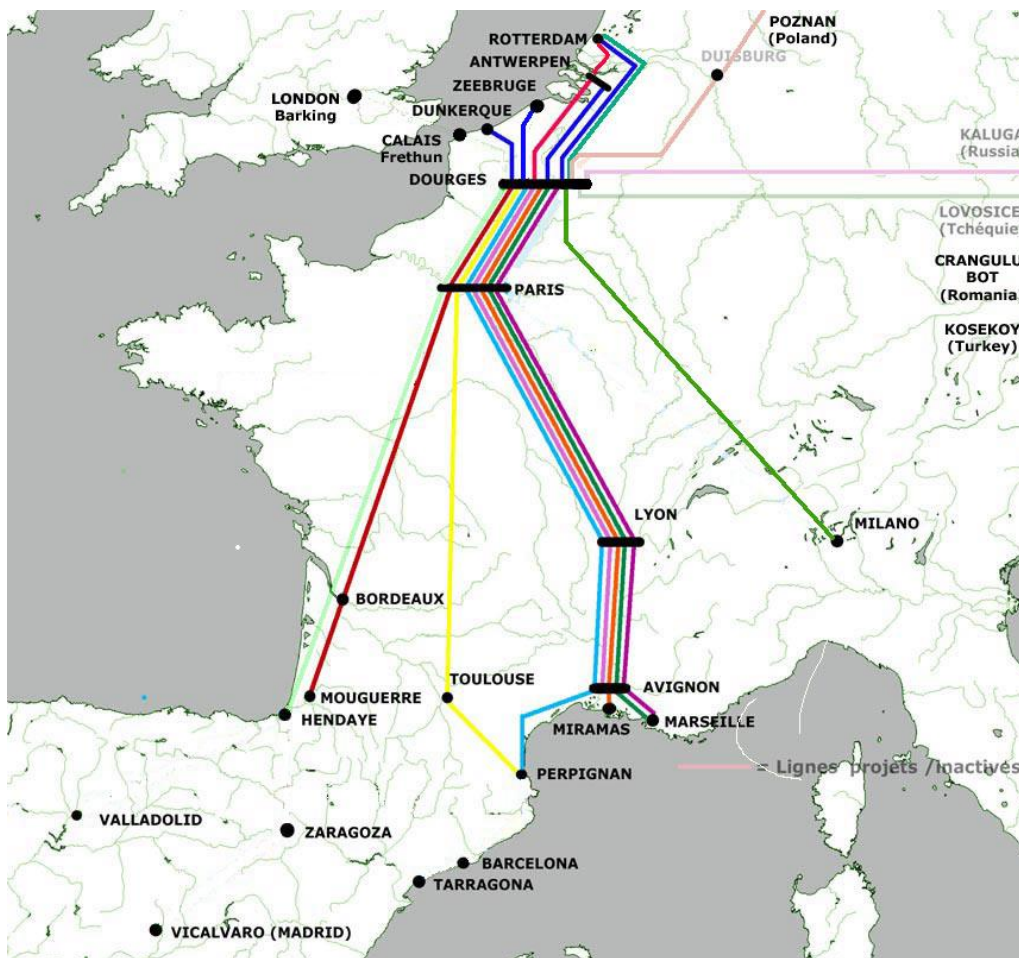 POZNAN
(Poland)
ROTTERDAM
ANTWERPEN
DUISBURG
ZEEBRUGE
LONDON
Barking
DUNKERQUE
CALAIS
Frethun
KALUGA
(Russia
DOURGES
LOVOSICE
(Tchéquie
CRANGULU
BOT
(Romania
PARIS
KOSEKOY
(Turkey)
LYON
MILANO
BORDEAUX
TOULOUSE
AVIGNON
MOUGUERRE
HENDAYE
MIRAMAS
MARSEILLE
PERPIGNAN
= Lignes projets /inactives
VALLADOLID
ZARAGOZA
BARCELONA
TARRAGONA
VICALVARO (MADRID)